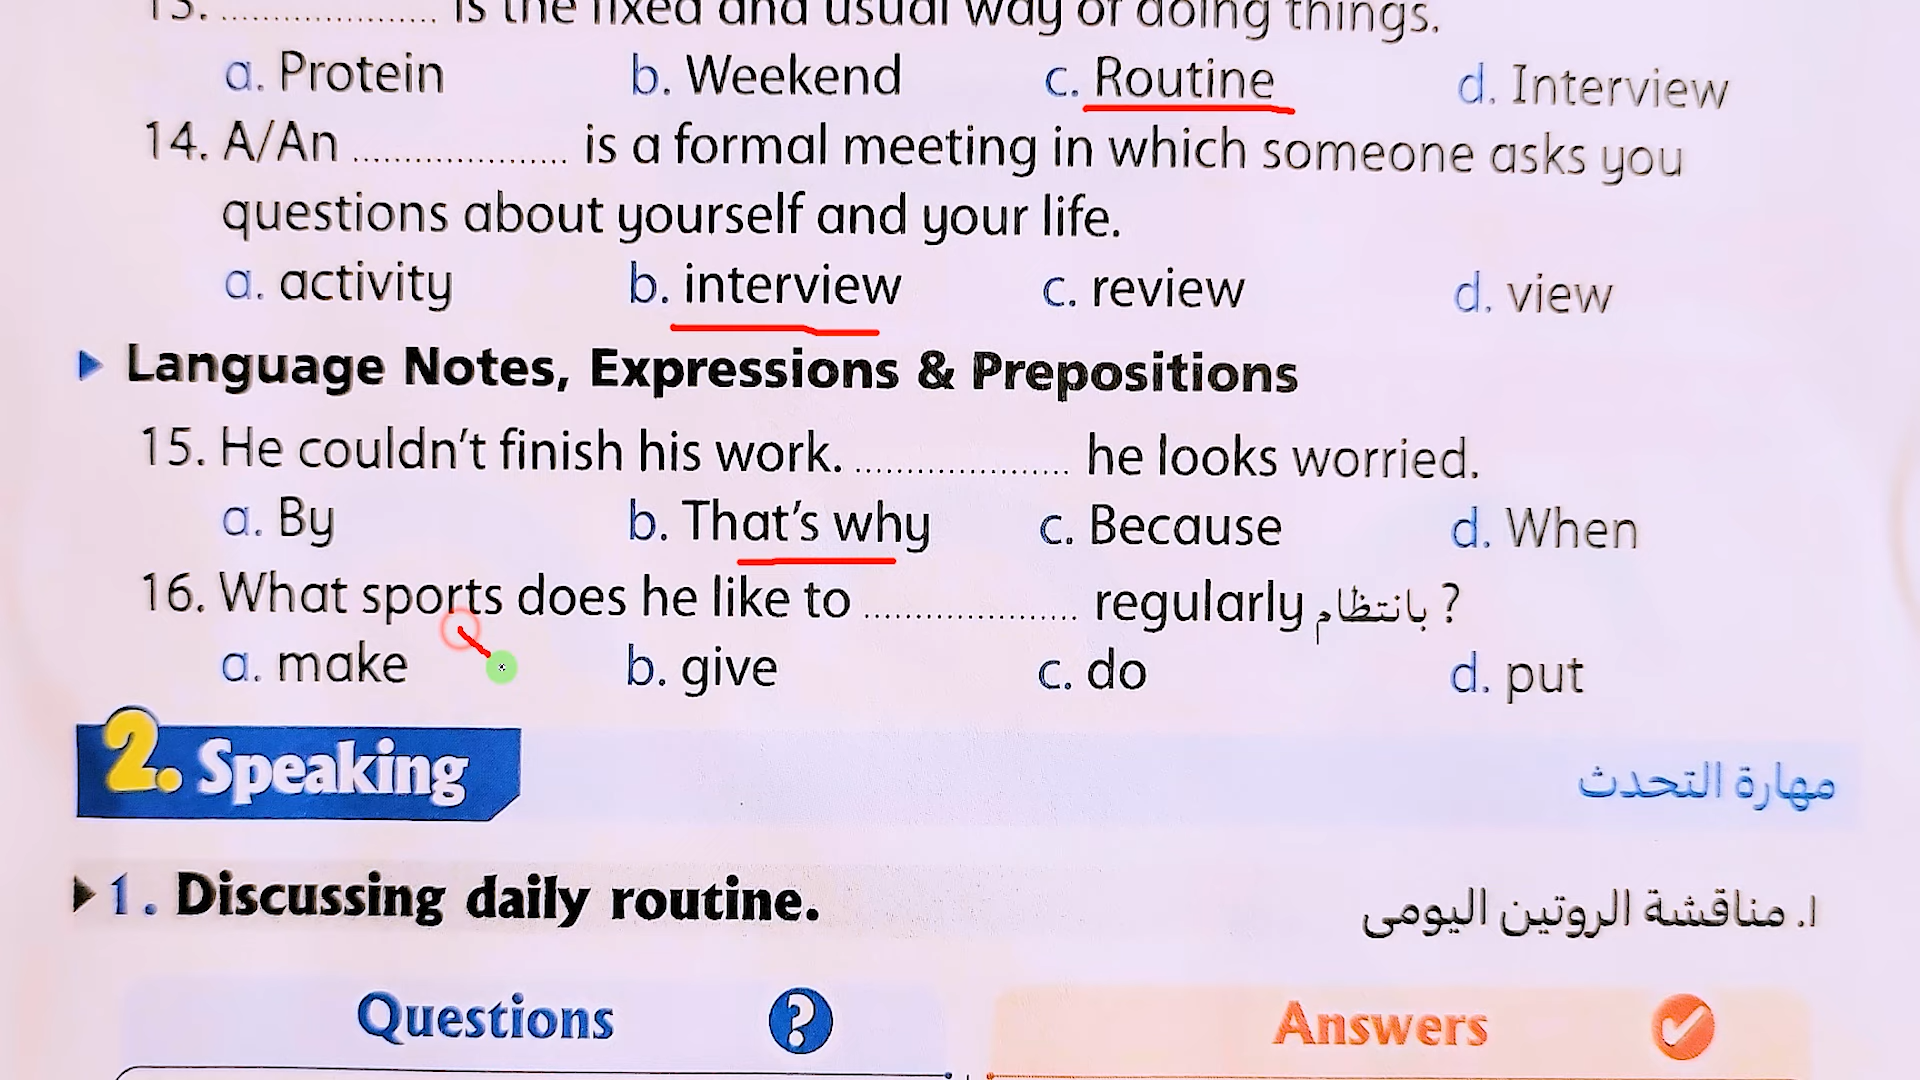 13. .................... is the fixed and usual way of doing things.
a. Protein b. Weekend c. Routine d. Interview
14. A/An .................... is a formal meeting in which someone asks you
questions about yourself and your life.
a. activity b. interview c. review d. view
Language Notes, Expressions & Prepositions
15. He couldn't finish his work. .................... he looks worried.
a. By b. That's why c. Because d. When
16. What sports does he like to .................... regularly بانتظام ?
a. make b. give c. do d. put
2. Speaking مهارة التحدث
1. Discussing daily routine. ١. مناقشة الروتين اليومى
Questions ? Answers